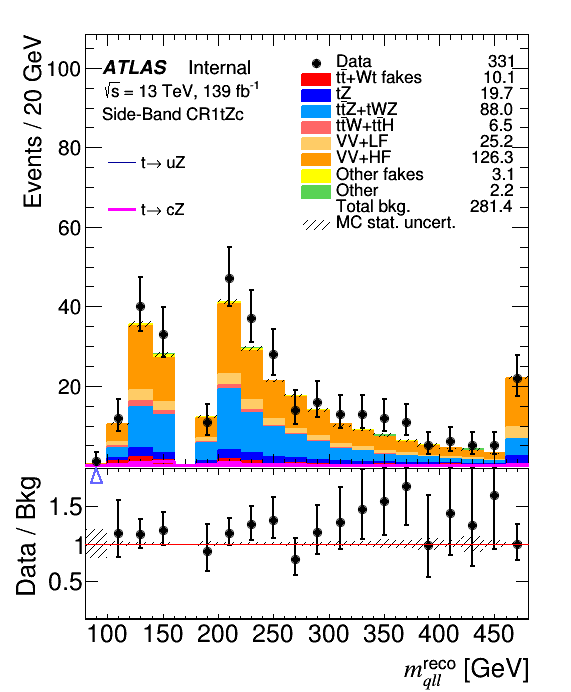 Events / 20 GeV
100
80
60
40
20
ATLAS Internal
√s = 13 TeV, 139 fb⁻¹
Side-Band CR1tZc
t→ uZ
t→ cZ
Data 331
tt̄+Wt fakes 10.1
tZ 19.7
tt̄Z+tWZ 88.0
tt̄W+tt̄H 6.5
VV+LF 25.2
VV+HF 126.3
Other fakes 3.1
Other 2.2
Total bkg. 281.4
MC stat. uncert.
Data / Bkg
1.5
1
0.5
100 150 200 250 300 350 400 450
m_qll^reco [GeV]